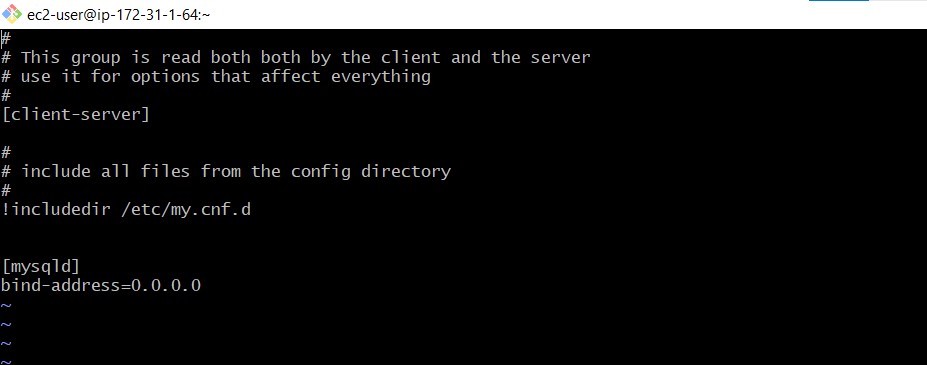 ec2-user@ip-172-31-1-64:~
#
# This group is read both both by the client and the server
# use it for options that affect everything
#
[client-server]
#
# include all files from the config directory
#
!includedir /etc/my.cnf.d
[mysqld]
bind-address=0.0.0.0
~
~
~
~